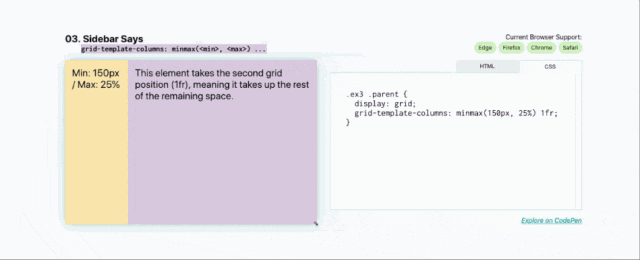 03. Sidebar Says
grid-template-columns: minmax(<min>, <max>) ...
Current Browser Support:
Edge Firefox Chrome Safari
Min: 150px
/ Max: 25%
This element takes the second grid
position (1fr), meaning it takes up the rest
of the remaining space.
HTML CSS
.ex3 .parent {
display: grid;
grid-template-columns: minmax(150px, 25%) 1fr;
}
Explore on CodePen